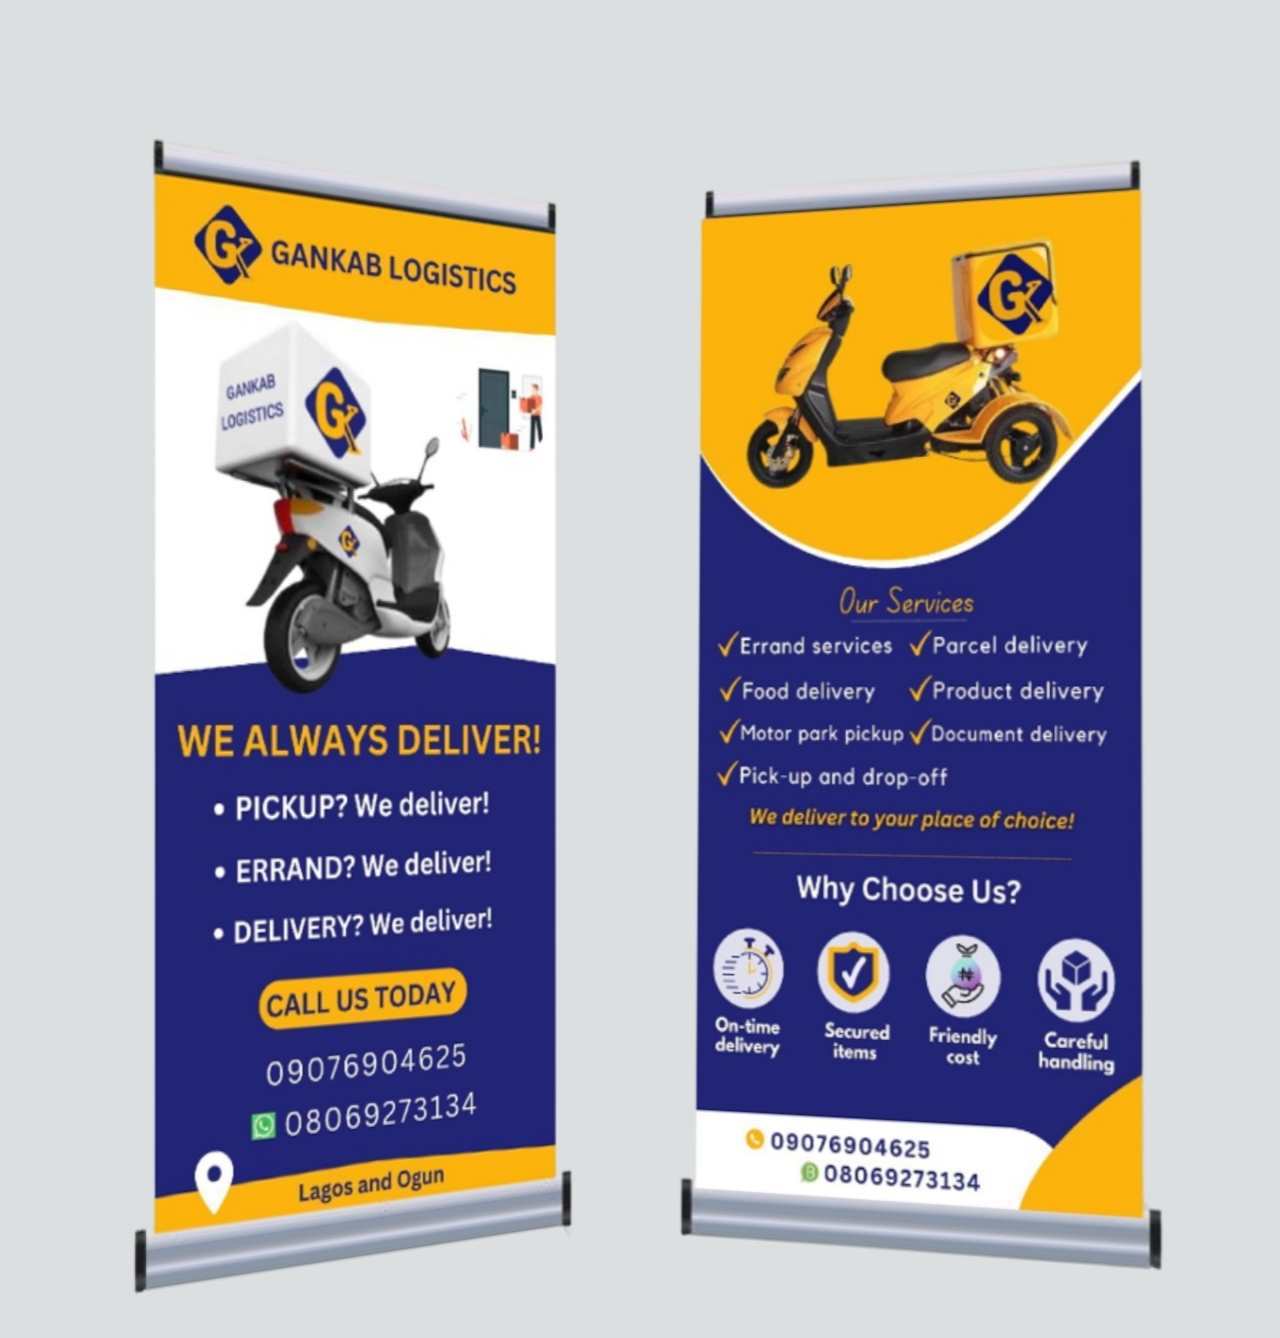 GANKAB LOGISTICS
GANKAB
LOGISTICS
WE ALWAYS DELIVER!
• PICKUP? We deliver!
• ERRAND? We deliver!
• DELIVERY? We deliver!
CALL US TODAY
09076904625
08069273134
Lagos and Ogun
Our Services
✓Errand services ✓Parcel delivery
✓Food delivery ✓Product delivery
✓Motor park pickup ✓Document delivery
✓Pick-up and drop-off
We deliver to your place of choice!
Why Choose Us?
On-time
delivery
Secured
items
₦
Friendly
cost
Careful
handling
09076904625
08069273134